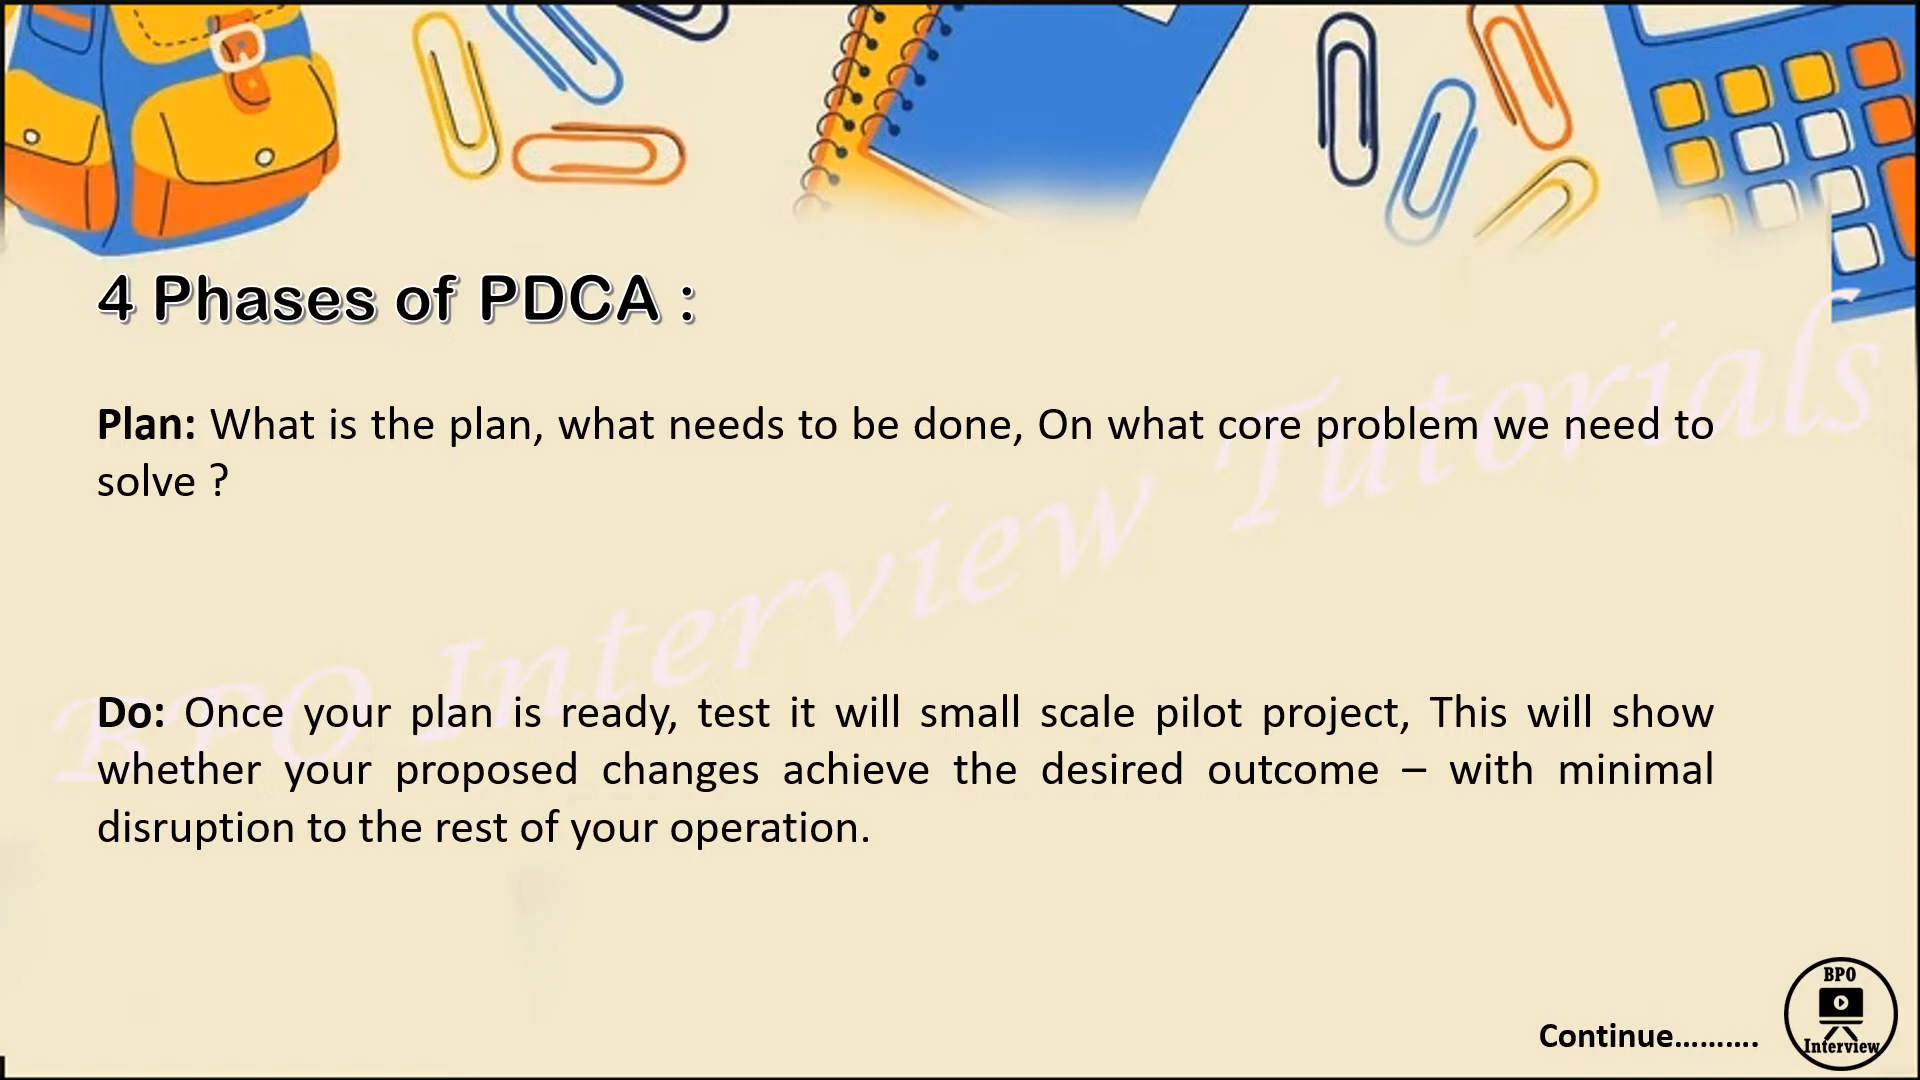 4 Phases of PDCA :
Plan: What is the plan, what needs to be done, On what core problem we need to
solve ?
BPO Interview Tutorials
Do: Once your plan is ready, test it will small scale pilot project, This will show
whether your proposed changes achieve the desired outcome – with minimal
disruption to the rest of your operation.
Continue..........
BPO
Interview